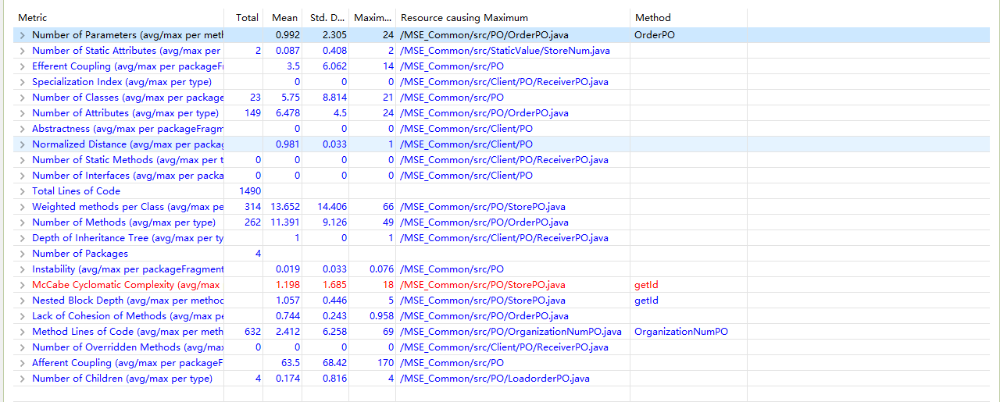 Metric Total Mean Std. D... Maxim... Resource causing Maximum Method
Number of Parameters (avg/max per meth 0.992 2.305 24 /MSE_Common/src/PO/OrderPO.java OrderPO
Number of Static Attributes (avg/max per 2 0.087 0.408 2 /MSE_Common/src/StaticValue/StoreNum.java
Efferent Coupling (avg/max per packageFr 3.5 6.062 14 /MSE_Common/src/PO
Specialization Index (avg/max per type) 0 0 0 /MSE_Common/src/Client/PO/ReceiverPO.java
Number of Classes (avg/max per package 23 5.75 8.814 21 /MSE_Common/src/PO
Number of Attributes (avg/max per type) 149 6.478 4.5 24 /MSE_Common/src/PO/OrderPO.java
Abstractness (avg/max per packageFragm 0 0 0 /MSE_Common/src/Client/PO
Normalized Distance (avg/max per packag 0.981 0.033 1 /MSE_Common/src/Client/PO
Number of Static Methods (avg/max per t 0 0 0 0 /MSE_Common/src/Client/PO/ReceiverPO.java
Number of Interfaces (avg/max per packa 0 0 0 0 /MSE_Common/src/Client/PO
Total Lines of Code 1490
Weighted methods per Class (avg/max pe 314 13.652 14.406 66 /MSE_Common/src/PO/StorePO.java
Number of Methods (avg/max per type) 262 11.391 9.126 49 /MSE_Common/src/PO/OrderPO.java
Depth of Inheritance Tree (avg/max per ty 1 0 1 /MSE_Common/src/Client/PO/ReceiverPO.java
Number of Packages 4
Instability (avg/max per packageFragment 0.019 0.033 0.076 /MSE_Common/src/PO
McCabe Cyclomatic Complexity (avg/max 1.198 1.685 18 /MSE_Common/src/PO/StorePO.java getId
Nested Block Depth (avg/max per method 1.057 0.446 5 /MSE_Common/src/PO/StorePO.java getId
Lack of Cohesion of Methods (avg/max pe 0.744 0.243 0.958 /MSE_Common/src/PO/OrderPO.java
Method Lines of Code (avg/max per meth 632 2.412 6.258 69 /MSE_Common/src/PO/OrganizationNumPO.java OrganizationNumPO
Number of Overridden Methods (avg/max 0 0 0 0 /MSE_Common/src/Client/PO/ReceiverPO.java
Afferent Coupling (avg/max per packageF 63.5 68.42 170 /MSE_Common/src/PO
Number of Children (avg/max per type) 4 0.174 0.816 4 /MSE_Common/src/PO/LoadorderPO.java